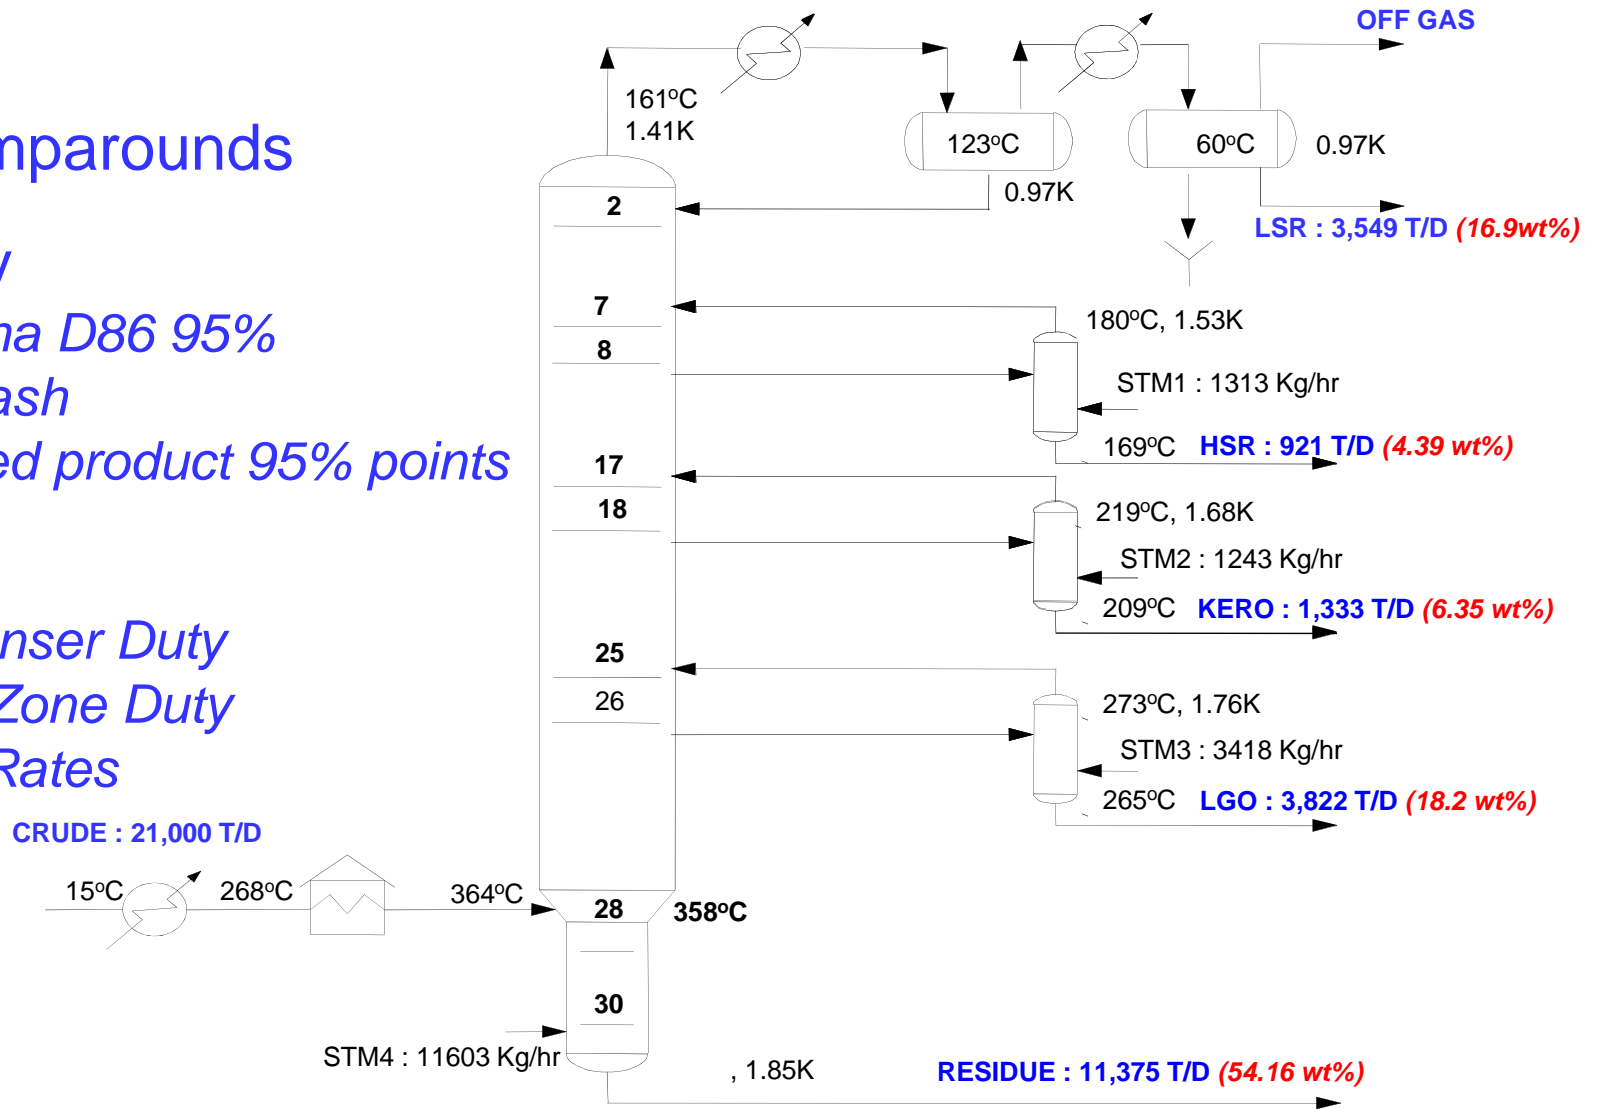 OFF GAS
161ºC
1.41K
123ºC
60ºC
0.97K
0.97K
mparounds
2
LSR : 3,549 T/D (16.9wt%)
y
7
180ºC, 1.53K
na D86 95%
8
STM1 : 1313 Kg/hr
ash
169ºC HSR : 921 T/D (4.39 wt%)
ed product 95% points
17
18
219ºC, 1.68K
STM2 : 1243 Kg/hr
209ºC KERO : 1,333 T/D (6.35 wt%)
nser Duty
25
26
273ºC, 1.76K
Zone Duty
STM3 : 3418 Kg/hr
Rates
265ºC LGO : 3,822 T/D (18.2 wt%)
CRUDE : 21,000 T/D
15ºC
268ºC
364ºC
28
358ºC
30
STM4 : 11603 Kg/hr
, 1.85K
RESIDUE : 11,375 T/D (54.16 wt%)